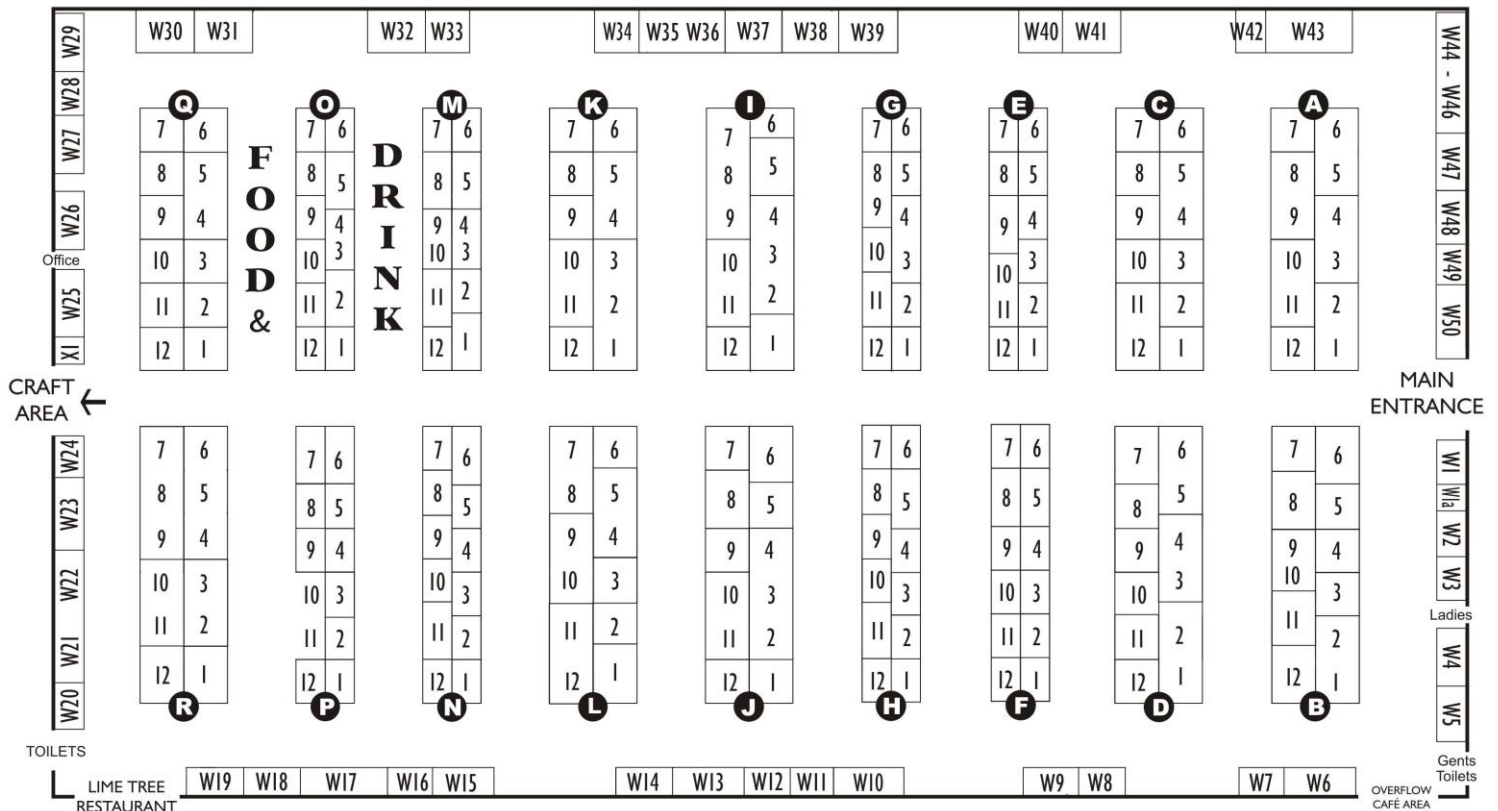 W30 W31 W32 W33 W34 W35 W36 W37 W38 W39 W40 W41 W42 W43
W29
W28
W27
W26
Office
W25
X1
CRAFT
AREA
W24
W23
W22
W21
W20
TOILETS
Q O M K I G E C A
7 6 7 6 7 6 7 6 7 6 7 6 7 6 7 6 7 6
8 5 8 5 8 5 8 5 8 5 8 5 8 5 8 5 8 5
9 4 9 4 9 4 9 4 9 4 9 4 9 4 9 4 9 4
10 3 10 3 10 3 10 3 10 3 10 3 10 3 10 3 10 3
11 2 11 2 11 2 11 2 11 2 11 2 11 2 11 2 11 2
12 1 12 1 12 1 12 1 12 1 12 1 12 1 12 1 12 1
FOOD &
DRINK
W44 - W46
W47
W48
W49
W50
MAIN
ENTRANCE
7 6 7 6 7 6 7 6 7 6 7 6 7 6 7 6 7 6
8 5 8 5 8 5 8 5 8 5 8 5 8 5 8 5 8 5
9 4 9 4 9 4 9 4 9 4 9 4 9 4 9 4 9 4
10 3 10 3 10 3 10 3 10 3 10 3 10 3 10 3 10 3
11 2 11 2 11 2 11 2 11 2 11 2 11 2 11 2 11 2
12 1 12 1 12 1 12 1 12 1 12 1 12 1 12 1 12 1
R P N L J H F D B
W1
W1a
W2
W3
Ladies
W4
W5
Gents
Toilets
LIME TREE
RESTAURANT
W19 W18 W17 W16 W15 W14 W13 W12 W11 W10 W9 W8 W7 W6
OVERFLOW
CAFÉ AREA